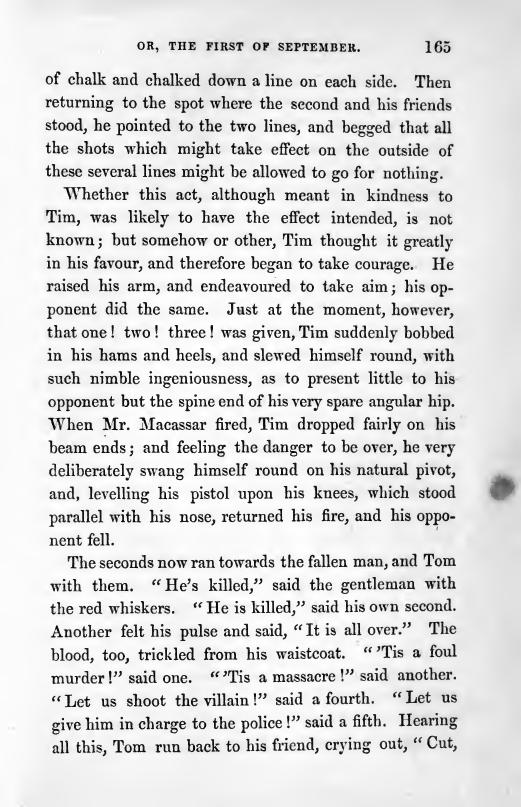 OR, THE FIRST OF SEPTEMBER. 165
of chalk and chalked down a line on each side. Then
returning to the spot where the second and his friends
stood, he pointed to the two lines, and begged that all
the shots which might take effect on the outside of
these several lines might be allowed to go for nothing.
Whether this act, although meant in kindness to
Tim, was likely to have the effect intended, is not
known; but somehow or other, Tim thought it greatly
in his favour, and therefore began to take courage. He
raised his arm, and endeavoured to take aim; his op-
ponent did the same. Just at the moment, however,
that one! two! three! was given, Tim suddenly bobbed
in his hams and heels, and slewed himself round, with
such nimble ingeniousness, as to present little to his
opponent but the spine end of his very spare angular hip.
When Mr. Macassar fired, Tim dropped fairly on his
beam ends; and feeling the danger to be over, he very
deliberately swang himself round on his natural pivot,
and, levelling his pistol upon his knees, which stood
parallel with his nose, returned his fire, and his oppo-
nent fell.
The seconds now ran towards the fallen man, and Tom
with them. “He's killed,” said the gentleman with
the red whiskers. “He is killed,” said his own second.
Another felt his pulse and said, “It is all over.” The
blood, too, trickled from his waistcoat. “'Tis a foul
murder!” said one. “'Tis a massacre!” said another.
“Let us shoot the villain!” said a fourth. “Let us
give him in charge to the police!” said a fifth. Hearing
all this, Tom run back to his friend, crying out, “Cut,